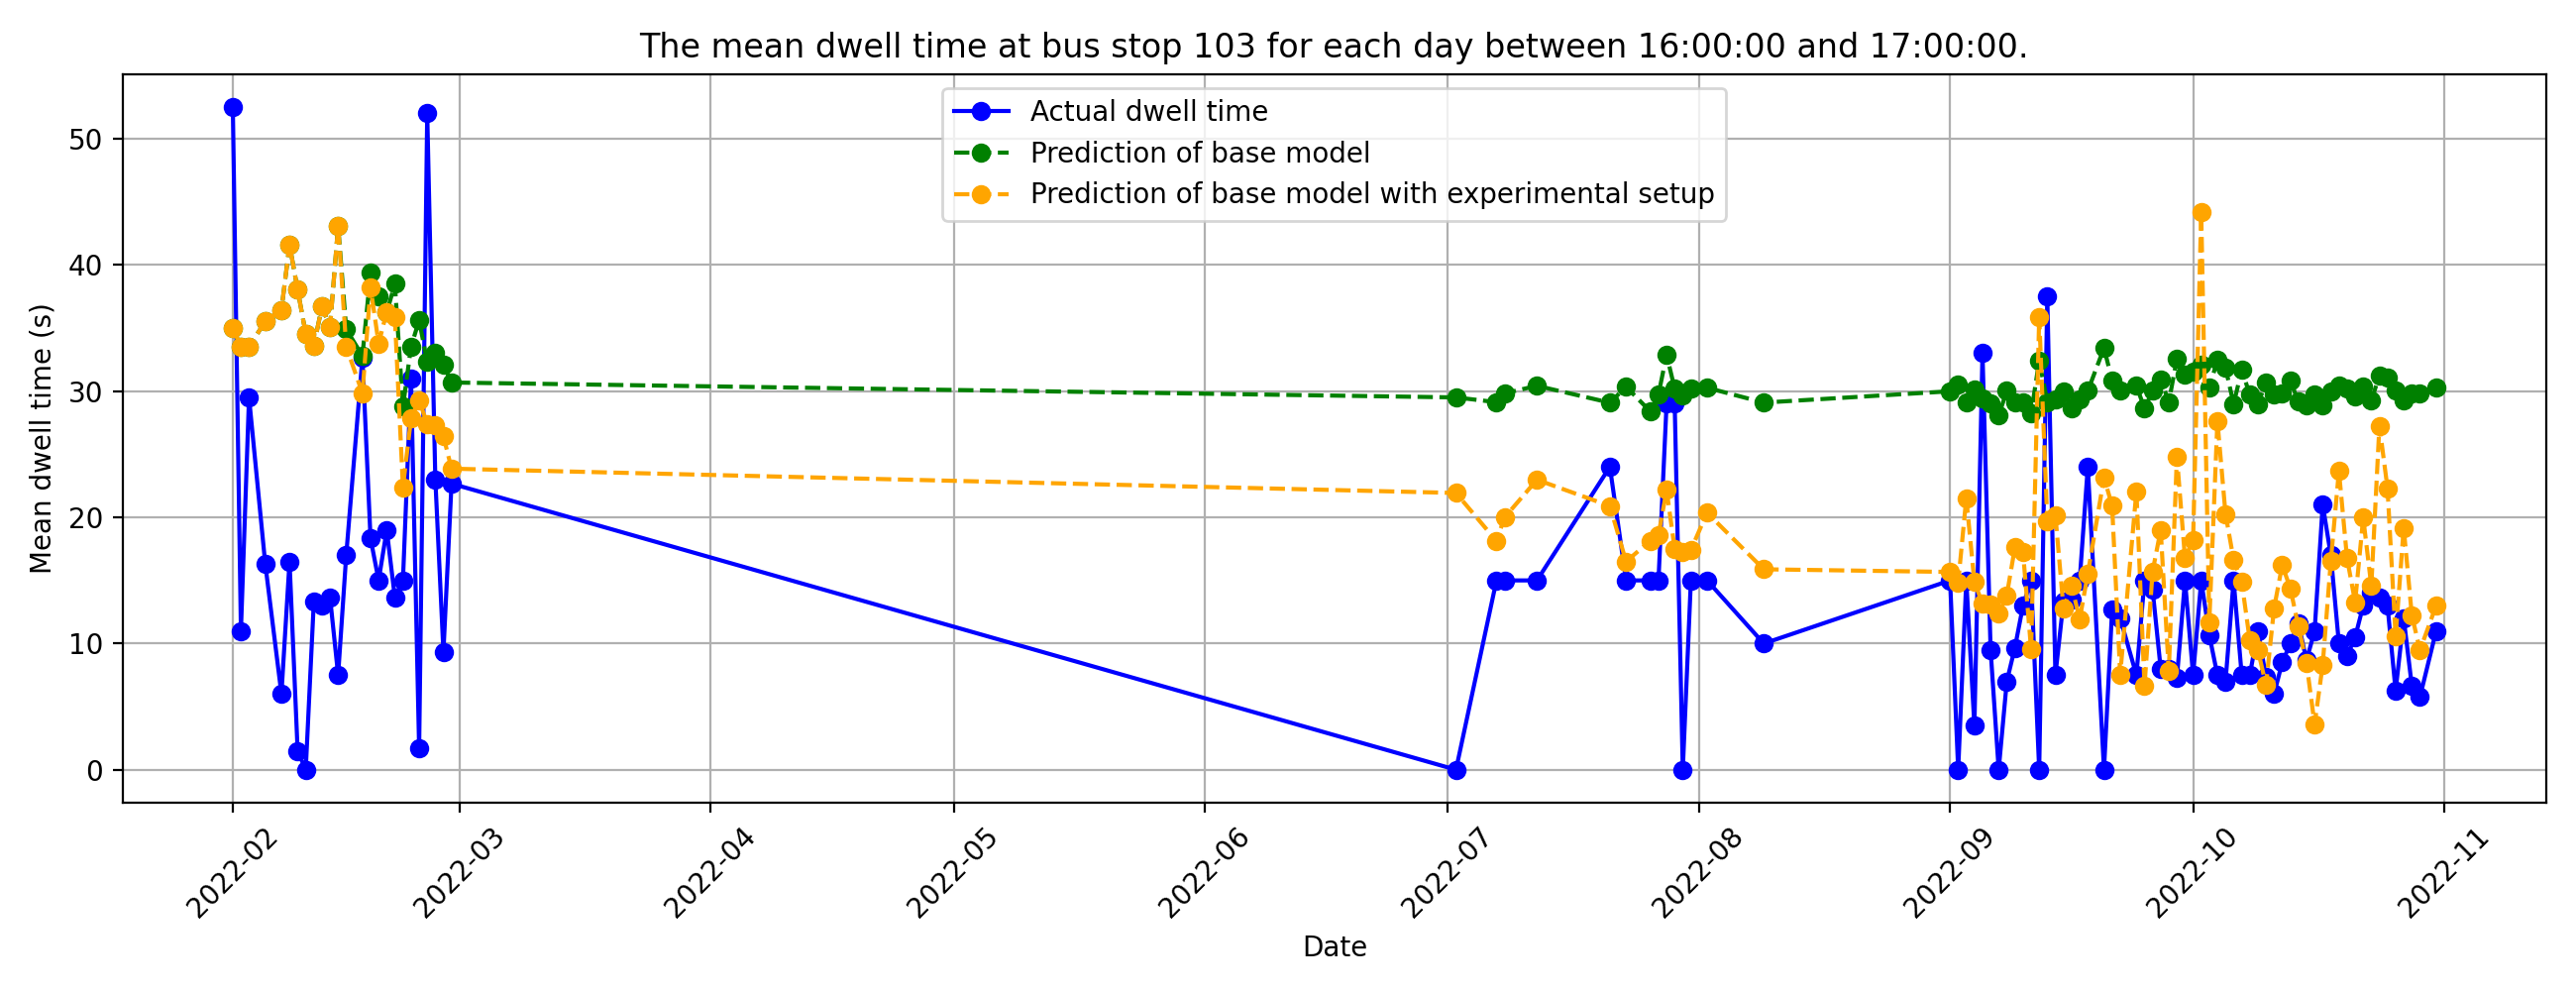 The mean dwell time at bus stop 103 for each day between 16:00:00 and 17:00:00.
Actual dwell time
Prediction of base model
Prediction of base model with experimental setup
Mean dwell time (s)
50
40
30
20
10
0
2022-02
2022-03
2022-04
2022-05
2022-06
2022-07
2022-08
2022-09
2022-10
2022-11
Date